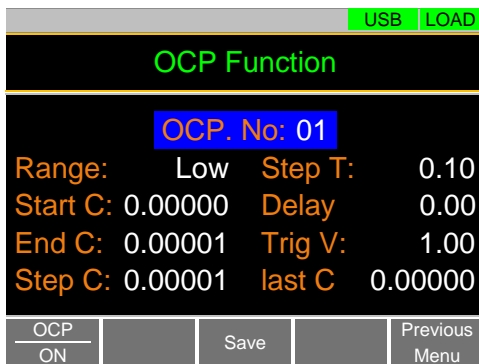 USB LOAD
OCP Function
OCP. No: 01
Range: Low Step T: 0.10
Start C: 0.00000 Delay 0.00
End C: 0.00001 Trig V: 1.00
Step C: 0.00001 last C 0.00000
OCP Save Previous
ON Menu